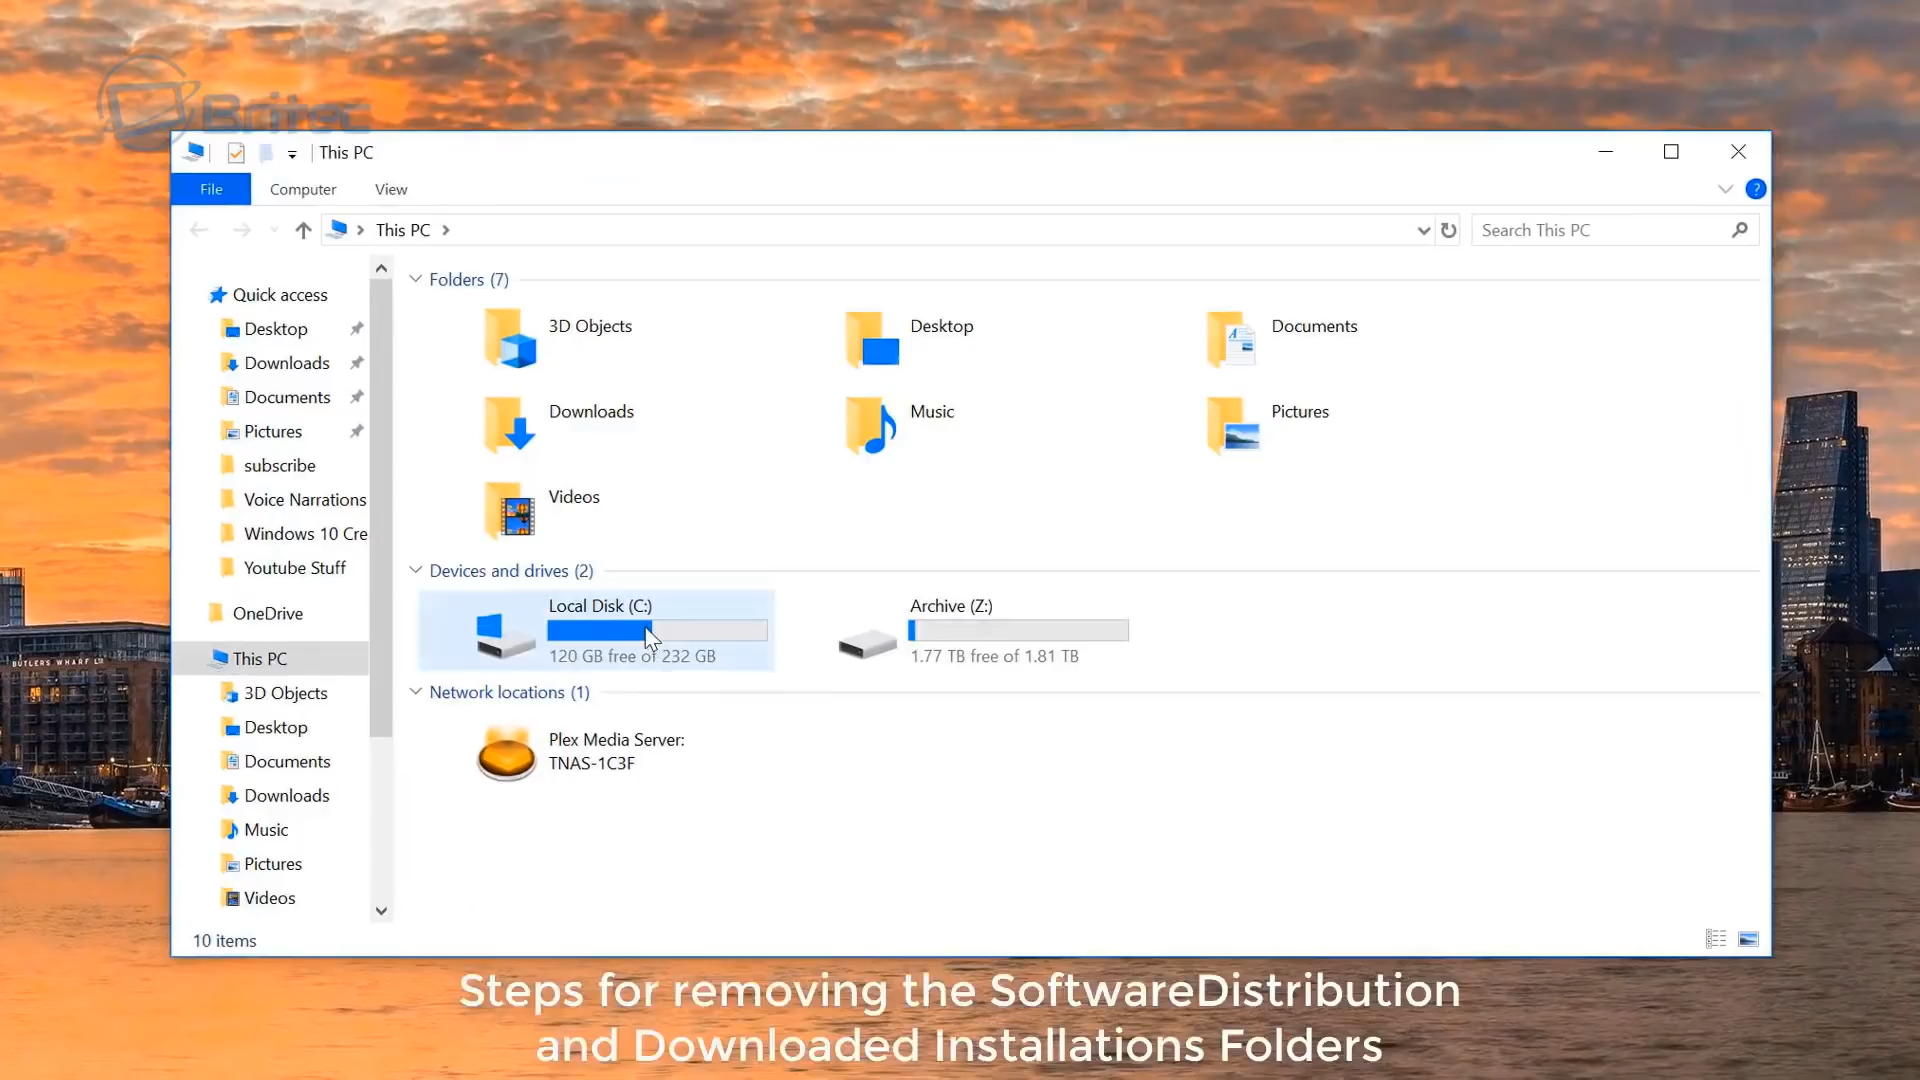 Britec
This PC
File
Computer
View
?
This PC
Search This PC
Quick access
Desktop
Downloads
Documents
Pictures
subscribe
Voice Narrations
Windows 10 Cre
Youtube Stuff
OneDrive
This PC
3D Objects
Desktop
Documents
Downloads
Music
Pictures
Videos
Folders (7)
3D Objects
Desktop
Documents
Downloads
Music
Pictures
Videos
Devices and drives (2)
Local Disk (C:)
120 GB free of 232 GB
Archive (Z:)
1.77 TB free of 1.81 TB
Network locations (1)
Plex Media Server:
TNAS-1C3F
10 items
BUTLER'S WHARF LTD
Steps for removing the SoftwareDistribution
and Downloaded Installations Folders